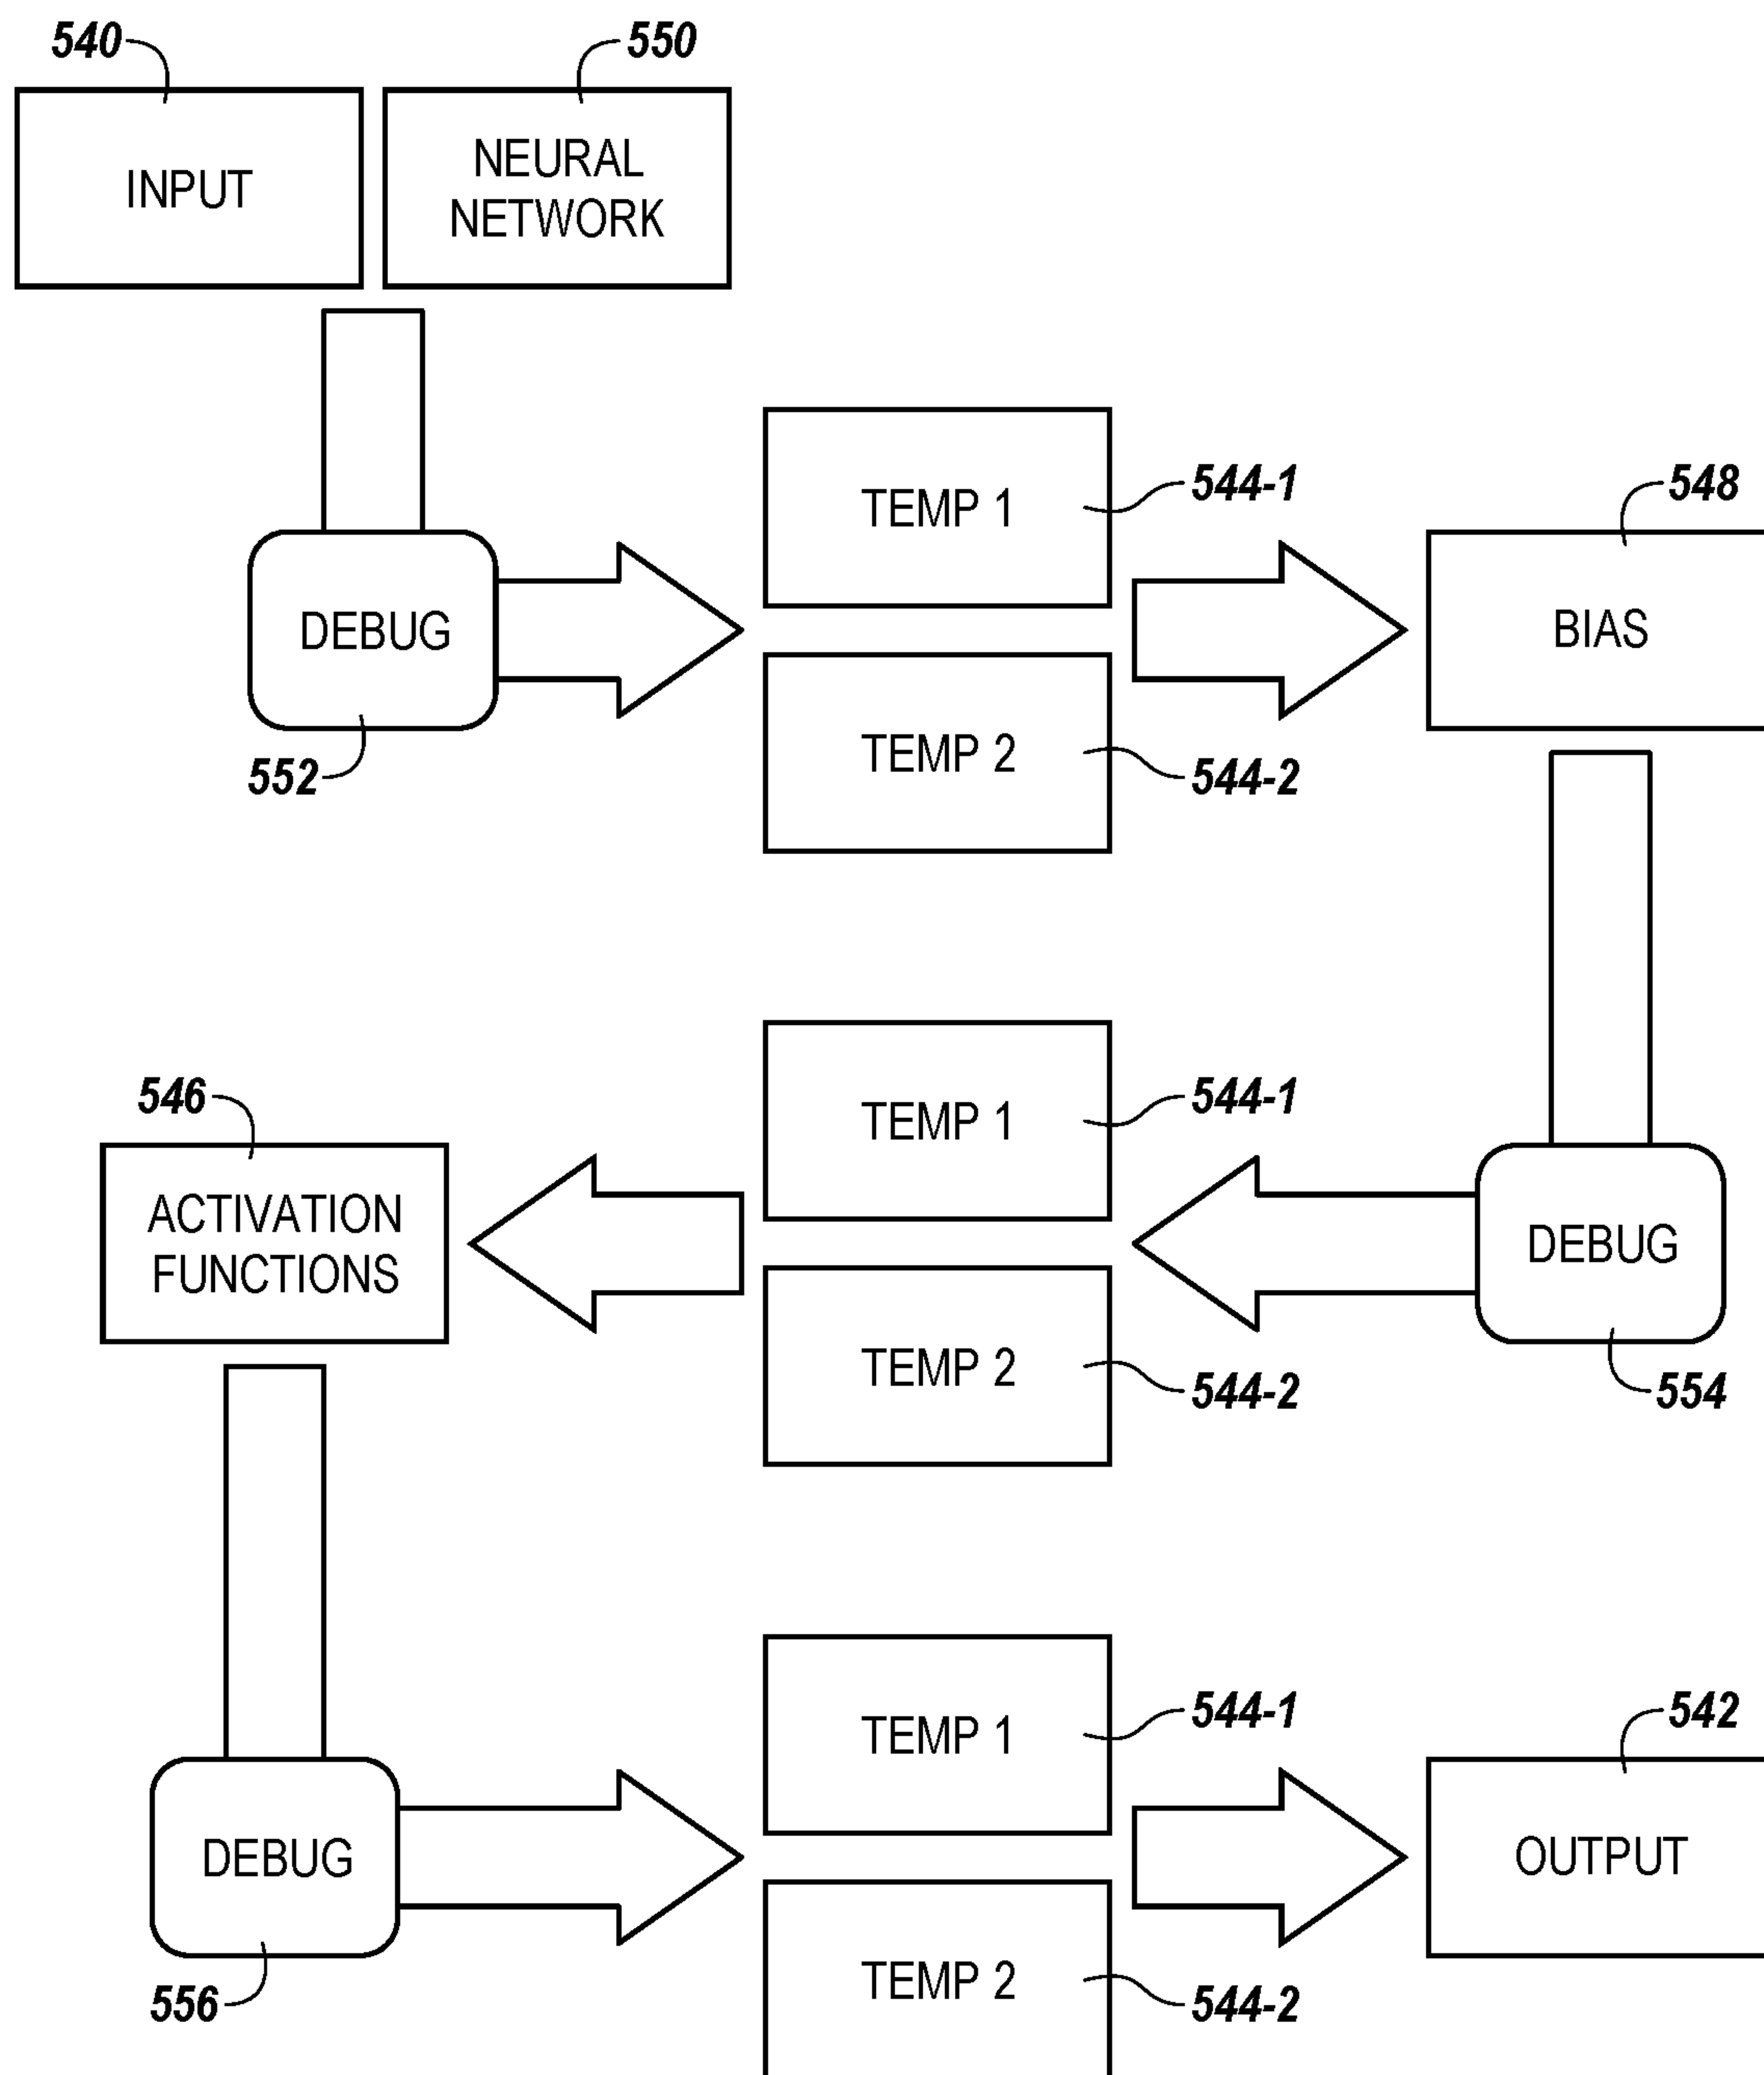 540
550
INPUT
NEURAL
NETWORK
TEMP 1
544-1
548
DEBUG
BIAS
552
TEMP 2
544-2
546
TEMP 1
544-1
ACTIVATION
FUNCTIONS
DEBUG
TEMP 2
544-2
554
TEMP 1
544-1
542
DEBUG
OUTPUT
556
TEMP 2
544-2